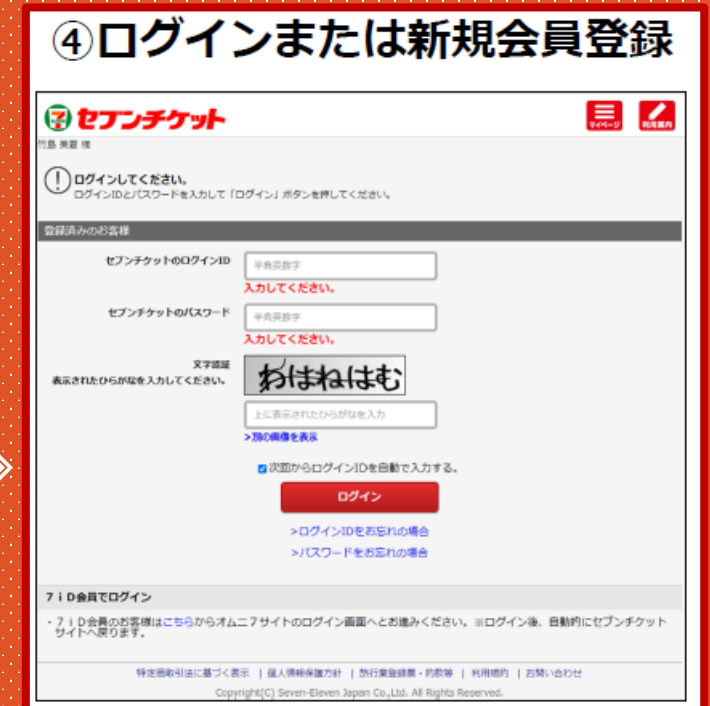 ④ログインまたは新規会員登録
セブンチケット
マイページ 利用案内
竹島 美夏 様
ログインしてください。
ログインIDとパスワードを入力して「ログイン」ボタンを押してください。
登録済みのお客様
セブンチケットのログインID
半角英数字
入力してください。
セブンチケットのパスワード
半角英数字
入力してください。
文字認証
表示されたひらがなを入力してください。
おはねはむ
上に表示されたひらがなを入力
>別の画像を表示
次回からログインIDを自動で入力する。
ログイン
>ログインIDをお忘れの場合
>パスワードをお忘れの場合
7iD会員でログイン
・7iD会員のお客様はこちらからオムニ7サイトのログイン画面へとお進みください。※ログイン後、自動的にセブンチケット
サイトへ戻ります。
特定商取引法に基づく表示 | 個人情報保護方針 | 旅行業登録票・約款等 | 利用規約 | お問い合わせ
Copyright(C) Seven-Eleven Japan Co.,Ltd. All Rights Reserved.